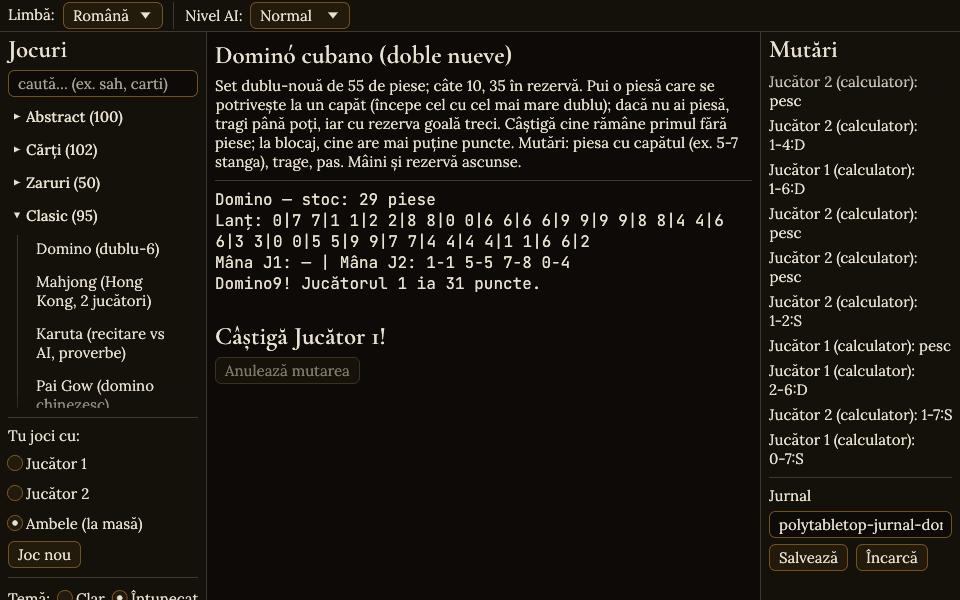 Limbă: Română Nivel AI: Normal
Jocuri
caută... (ex. sah, carti)
Abstract (100)
Cărți (102)
Zaruri (50)
Clasic (95)
Domino (dublu-6)
Mahjong (Hong
Kong, 2 jucători)
Karuta (recitare vs
AI, proverbe)
Pai Gow (domino
chinezesc)
Tu joci cu:
Jucător 1
Jucător 2
Ambele (la masă)
Joc nou
Temă: Clar Întunecat
Dominó cubano (doble nueve)
Set dublu-nouă de 55 de piese; câte 10, 35 în rezervă. Pui o piesă care se
potrivește la un capăt (începe cel cu cel mai mare dublu); dacă nu ai piesă,
tragi până poți, iar cu rezerva goală treci. Câștigă cine rămâne primul fără
piese; la blocaj, cine are mai puține puncte. Mutări: piesa cu capătul (ex. 5-7
stanga), trage, pas. Mâini și rezervă ascunse.
Domino — stoc: 29 piese
Lanț: 0|7 7|1 1|2 2|8 8|0 0|6 6|6 6|9 9|9 9|8 8|4 4|6
6|3 3|0 0|5 5|9 9|7 7|4 4|4 4|1 1|6 6|2
Mâna J1: — | Mâna J2: 1-1 5-5 7-8 0-4
Domino9! Jucătorul 1 ia 31 puncte.
Câștigă Jucător 1!
Anulează mutarea
Mutări
Jucător 2 (calculator):
pesc
Jucător 2 (calculator):
1-4:D
Jucător 1 (calculator):
1-6:D
Jucător 2 (calculator):
pesc
Jucător 2 (calculator):
pesc
Jucător 2 (calculator):
1-2:S
Jucător 1 (calculator): pesc
Jucător 1 (calculator):
2-6:D
Jucător 2 (calculator): 1-7:S
Jucător 1 (calculator):
0-7:S
Jurnal
polytabletop-jurnal-dor
Salvează Încarcă